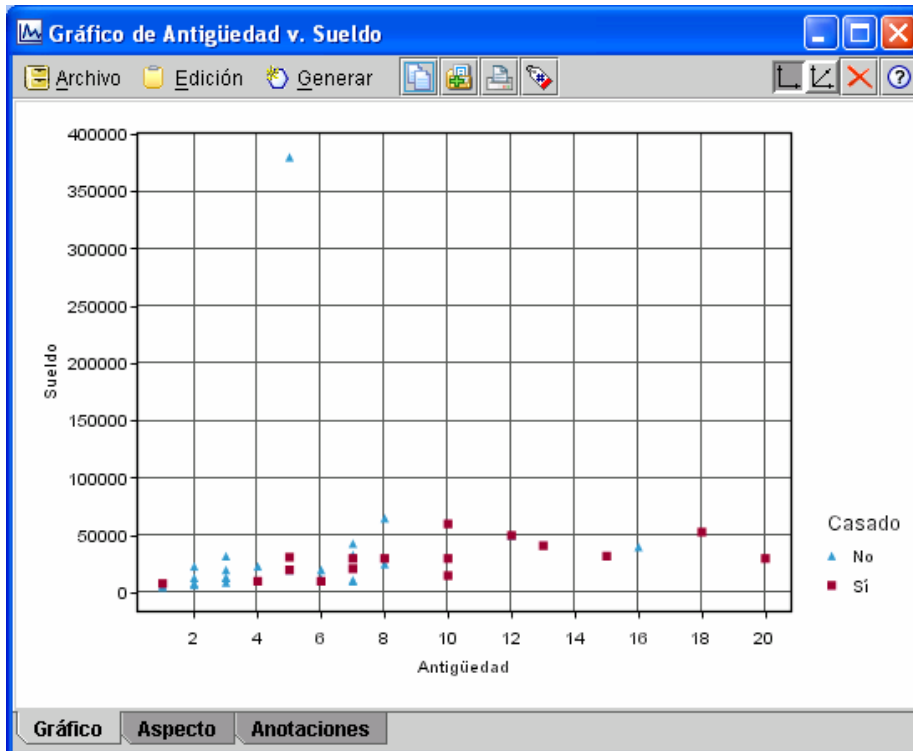 Gráfico de Antigüedad v. Sueldo
Archivo Edición Generar
400000
350000
300000
250000
200000
150000
100000
50000
0
Sueldo
2 4 6 8 10 12 14 16 18 20
Antigüedad
Casado
No
Sí
Gráfico Aspecto Anotaciones